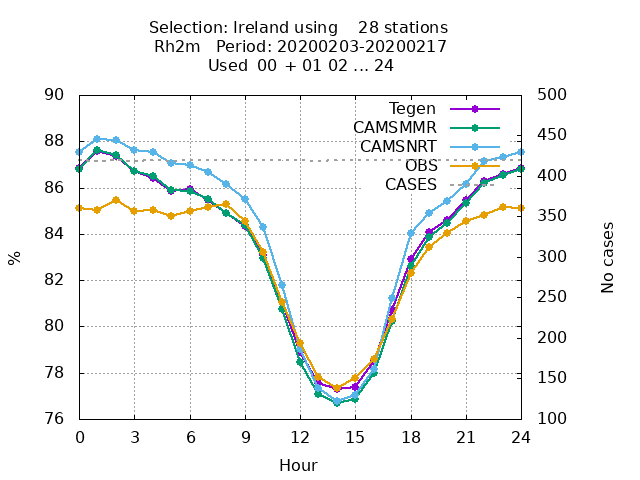 Selection: Ireland using    28 stations
Rh2m   Period: 20200203-20200217
Used  00 + 01 02 ... 24
90 500
Tegen
CAMSMMR
88 450
CAMSNRT
OBS
400
CASES
86
350
84
300
%
No cases
82
250
80
200
78
150
76 100
0 3 6 9 12 15 18 21 24
Hour